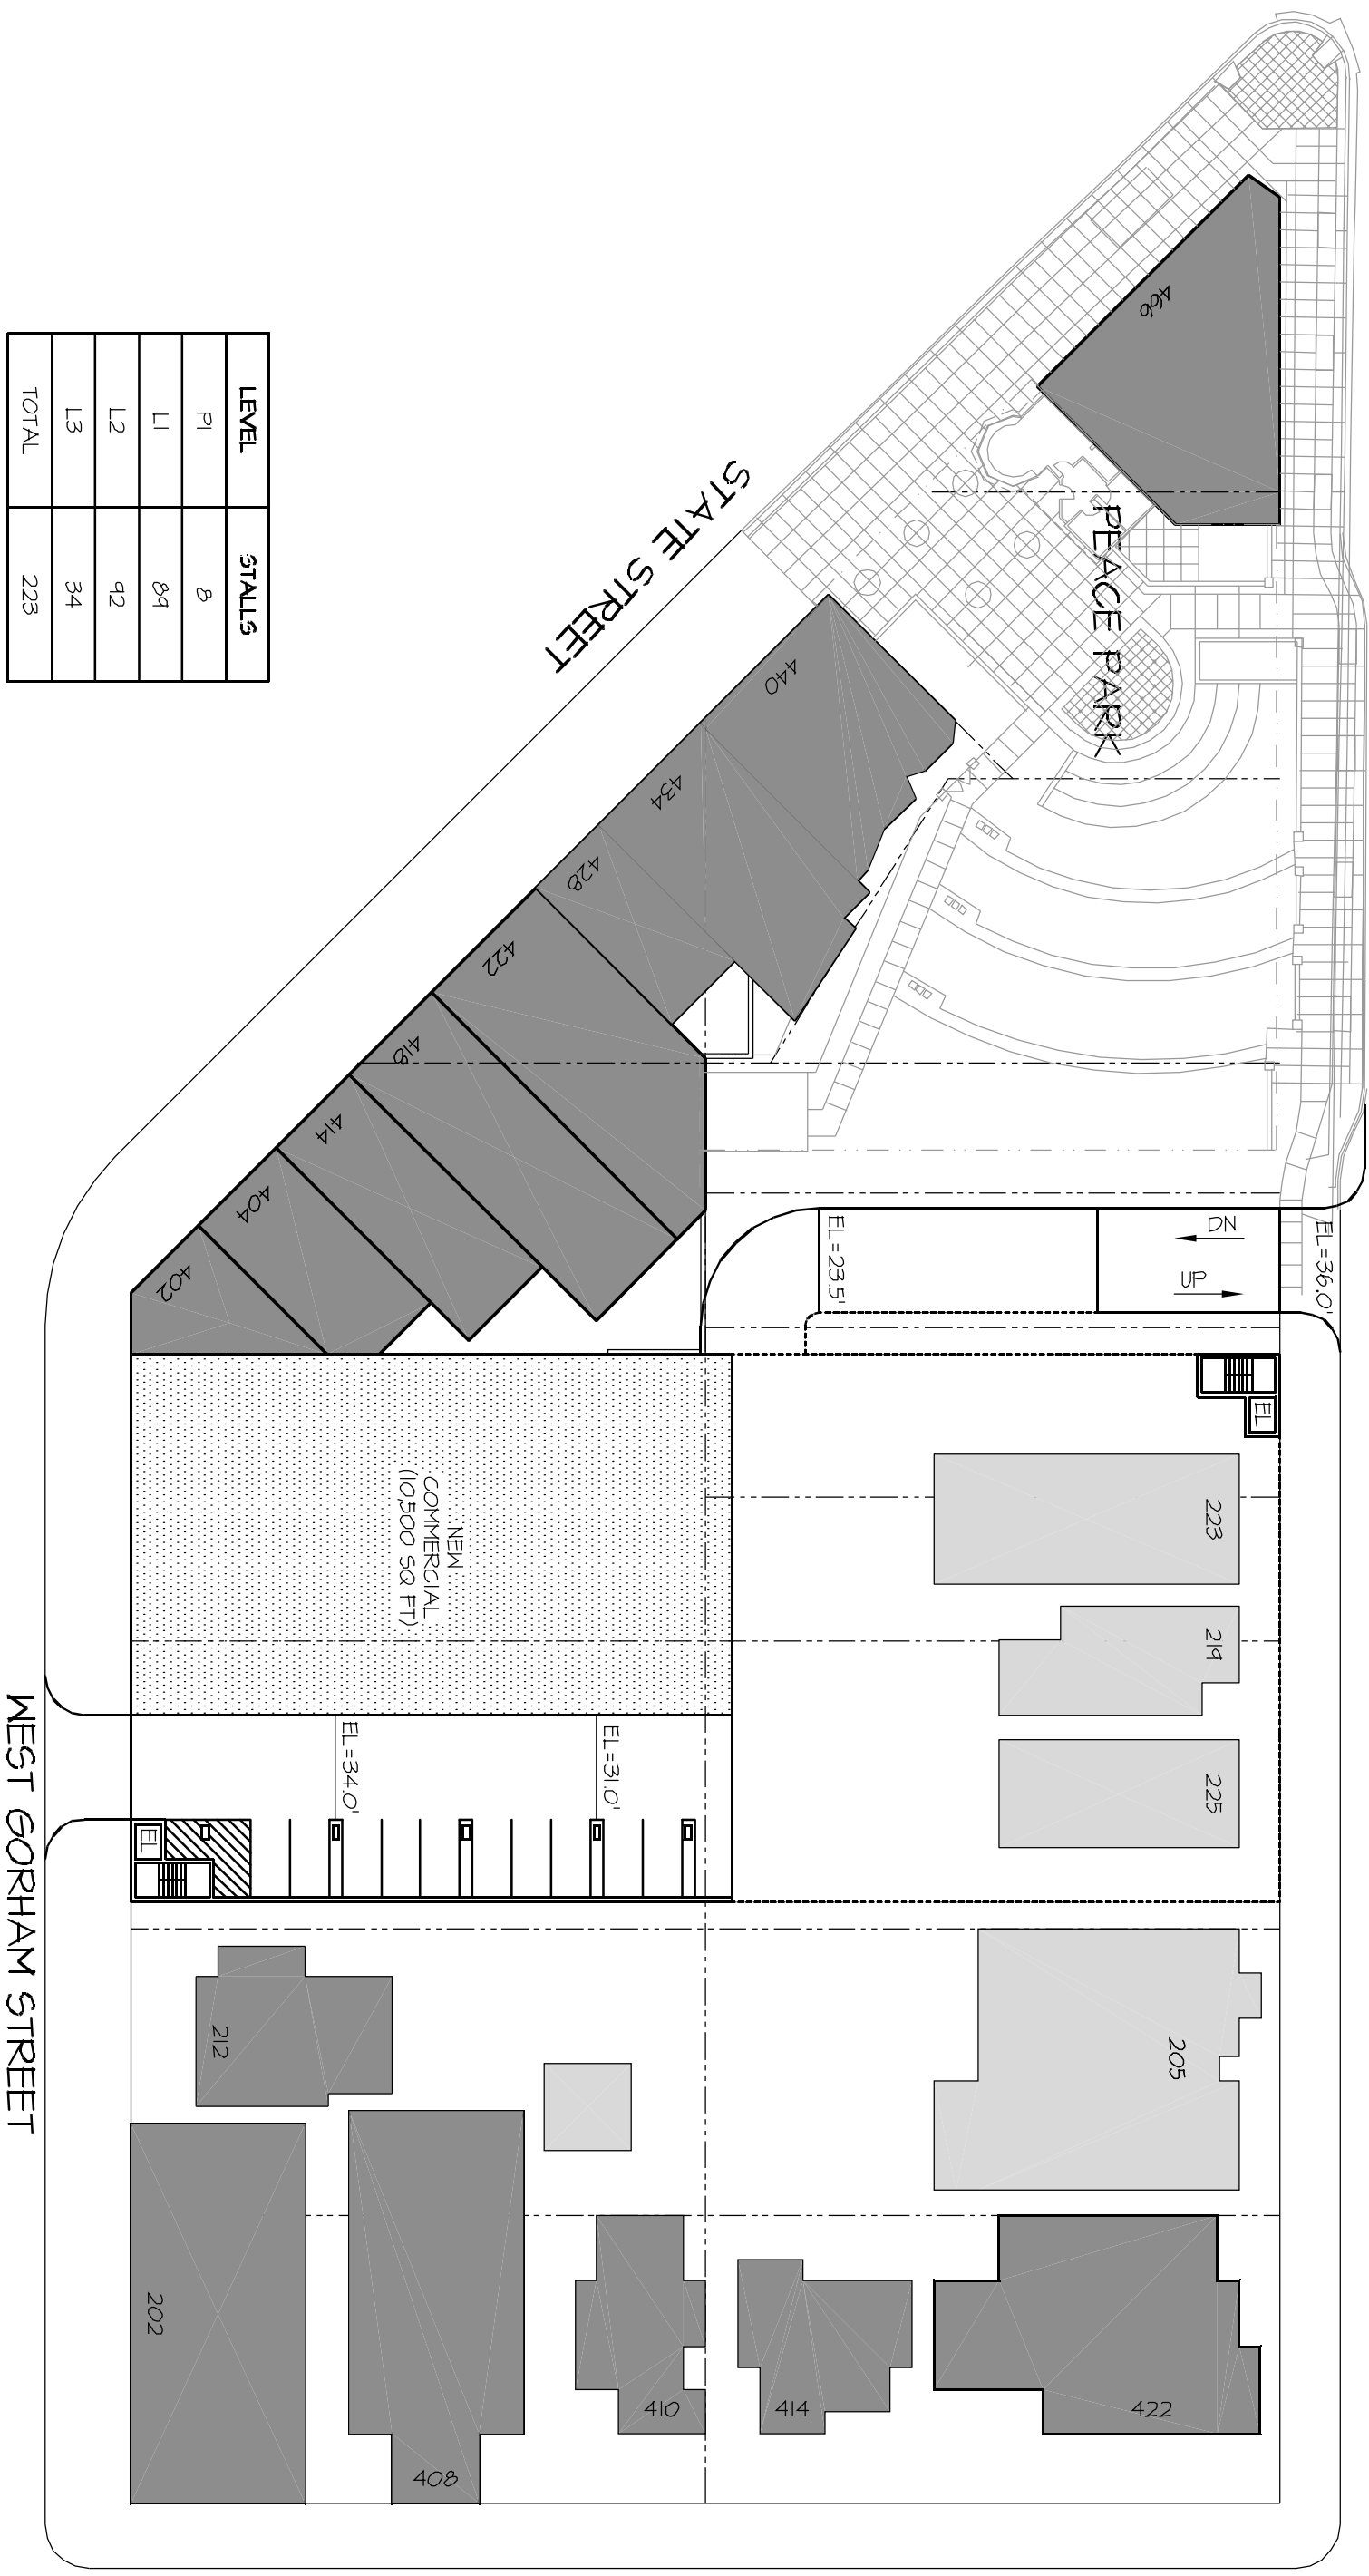 466
PEACE PARK
STATE STREET
440
434
428
422
418
414
404
402
LEVEL STALLS
P1 8
L1 89
L2 92
L3 34
TOTAL 223
EL=36.0'
DN
UP
EL=23.5'
EL
223
219
225
NEW
COMMERCIAL
(10,500 SQ FT)
EL=34.0'
EL=31.0'
EL
WEST GORHAM STREET
212
205
202
408
410
414
422